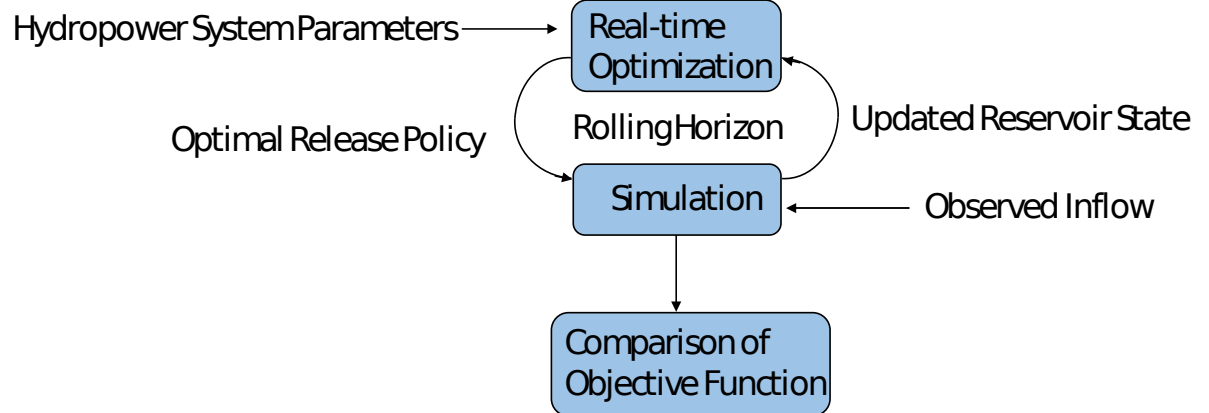 Hydropower System Parameters
Real-time
Optimization
Optimal Release Policy
Rolling Horizon
Updated Reservoir State
Simulation
Observed Inflow
Comparison of
Objective Function